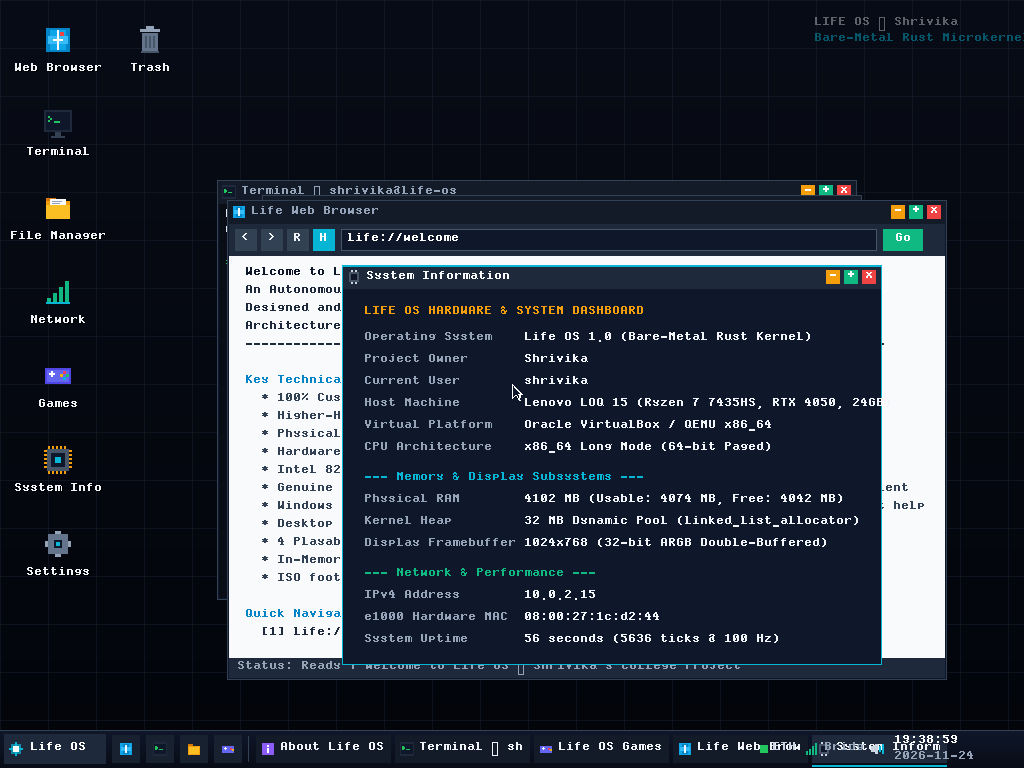 LIFE OS ▯ Shrivika
Bare-Metal Rust Microkerne
Web Browser
Trash
Terminal
File Manager
Network
Games
System Info
Settings
Terminal ▯ shrivika@life-os
Life Web Browser
< > R H life://welcome Go
Welcome to L
An Autonomou
Designed and
Architecture
Key Technica
* 100% Cus
* Higher-H
* Physical
* Hardware
* Intel 82
* Genuine
* Windows
* Desktop
* 4 Playab
* In-Memor
* ISO foot
ent
help
Quick Naviga
[1] life:/
System Information
LIFE OS HARDWARE & SYSTEM DASHBOARD
Operating System Life OS 1.0 (Bare-Metal Rust Kernel)
Project Owner Shrivika
Current User shrivika
Host Machine Lenovo LOQ 15 (Ryzen 7 7435HS, RTX 4050, 24GB)
Virtual Platform Oracle VirtualBox / QEMU x86_64
CPU Architecture x86_64 Long Mode (64-bit Paged)
--- Memory & Display Subsystems ---
Physical RAM 4102 MB (Usable: 4074 MB, Free: 4042 MB)
Kernel Heap 32 MB Dynamic Pool (linked_list_allocator)
Display Framebuffer 1024x768 (32-bit ARGB Double-Buffered)
--- Network & Performance ---
IPv4 Address 10.0.2.15
e1000 Hardware MAC 08:00:27:1c:d2:44
System Uptime 56 seconds (5636 ticks @ 100 Hz)
Status: Ready | Welcome to Life OS ▯ Shrivika's College Project
Life OS
About Life OS
Terminal ▯ sh
Life OS Games
Life Web
System Inform
19:38:59
2026-11-24